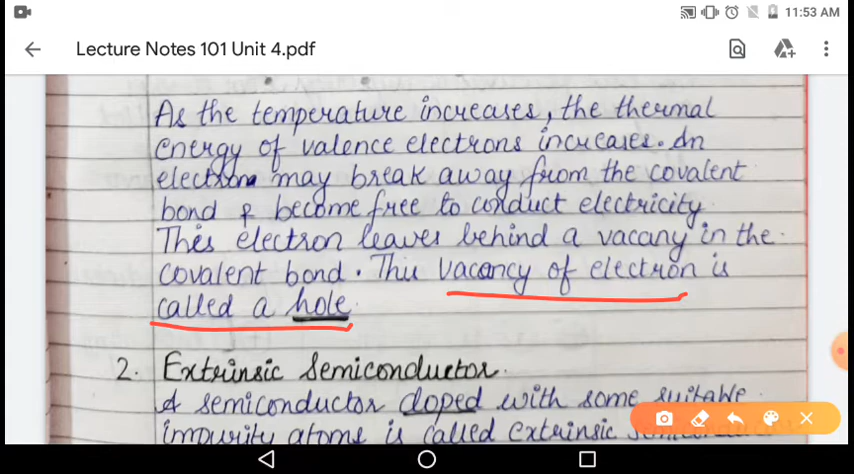 11:53 AM
Lecture Notes 101 Unit 4.pdf
As the temperature increases, the thermal
energy of valence electrons increases. An
electrons may break away from the covalent
bond & become free to conduct electricity
This electron leaves behind a vacany in the
covalent bond. This vacancy of electron is
called a hole.
2. Extrinsic Semiconductor.
A semiconductor doped with some suitable
impurity atoms is called extrinsic